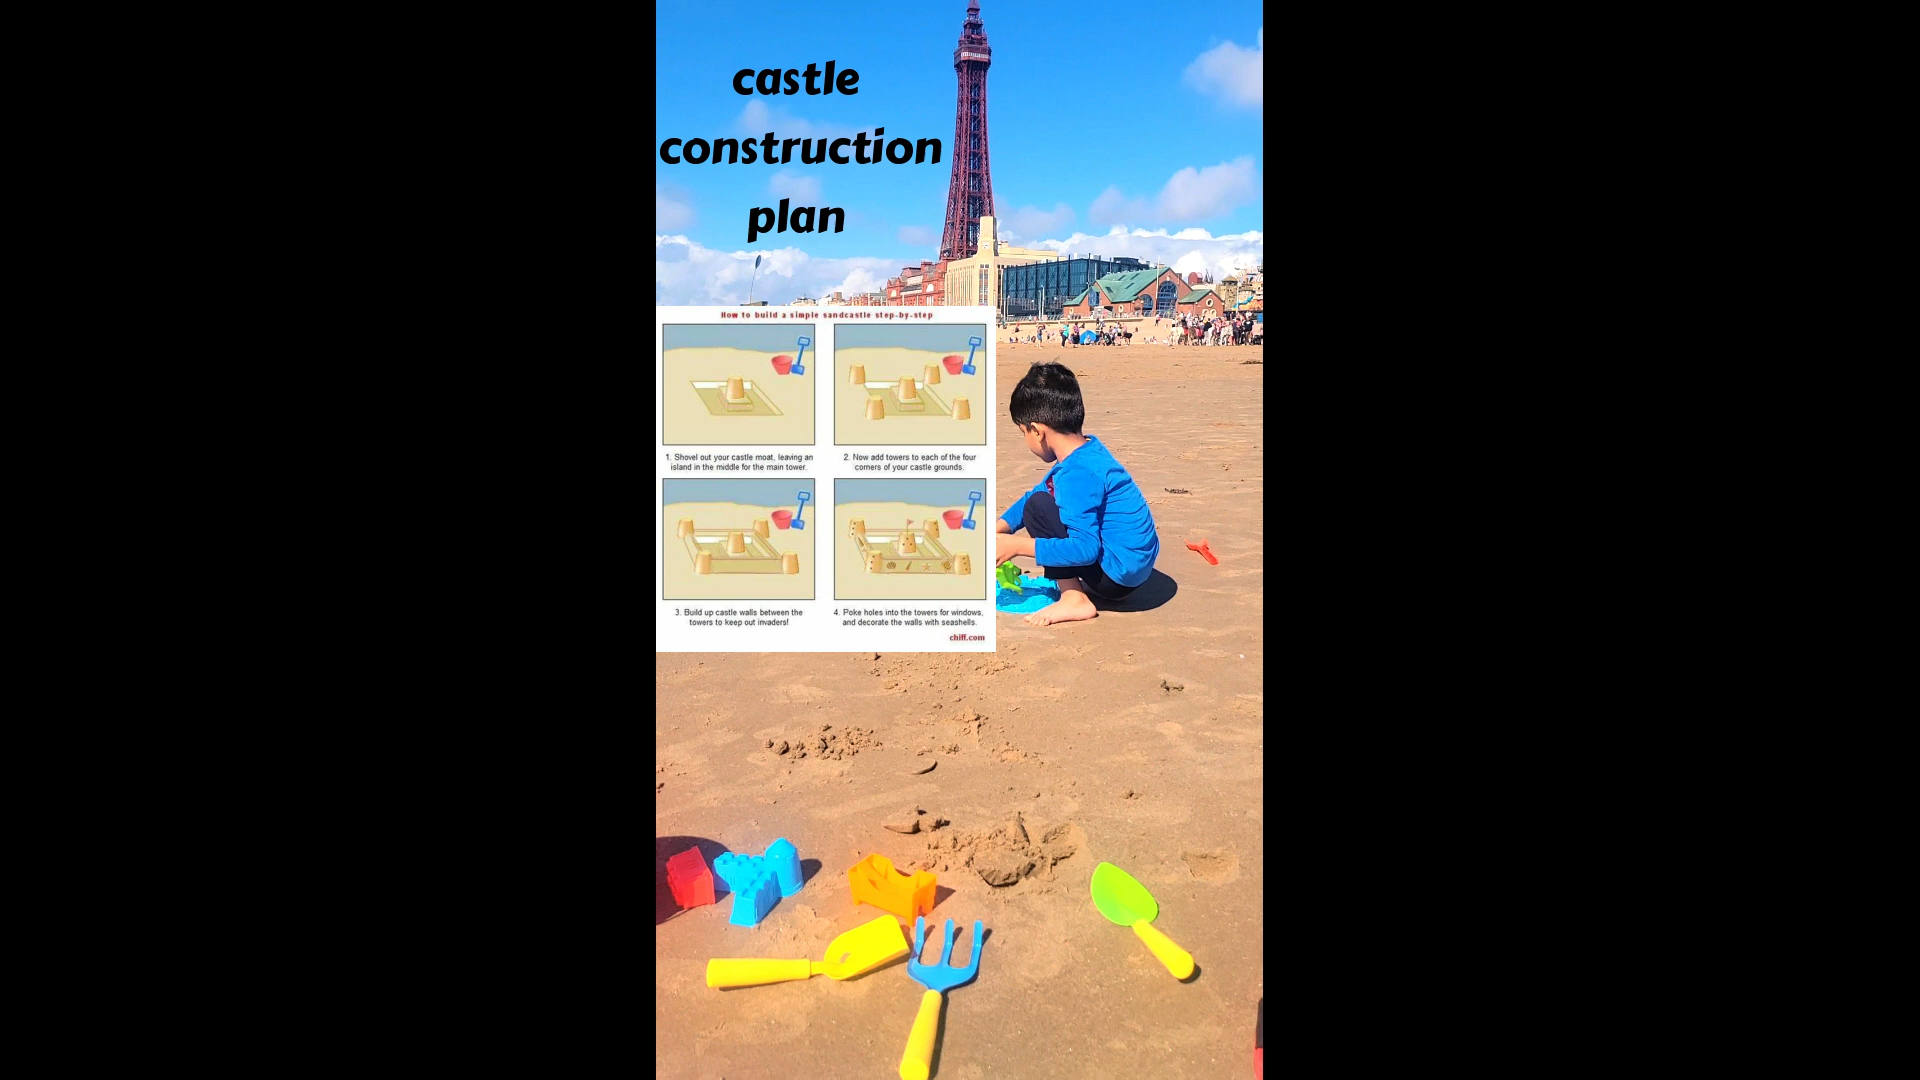 castle
construction
plan
How to build a simple sandcastle step-by-step
1. Shovel out your castle moat, leaving an
island in the middle for the main tower.
2. Now add towers to each of the four
corners of your castle grounds.
3. Build up castle walls between the
towers to keep out invaders!
4. Poke holes into the towers for windows,
and decorate the walls with seashells.
chiff.com